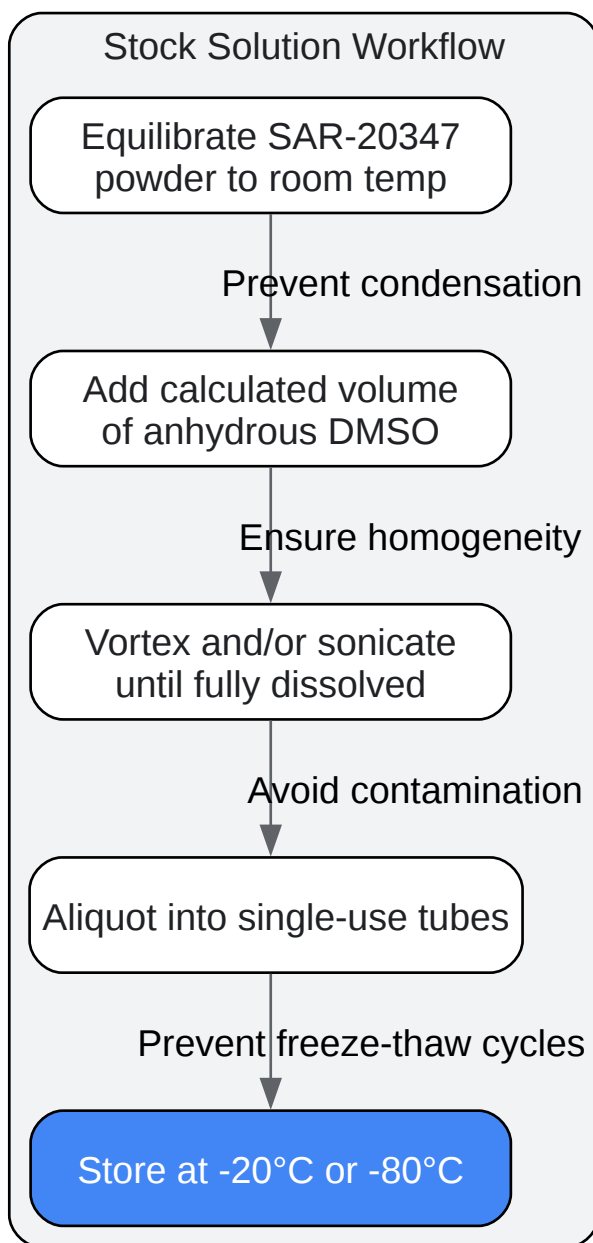 Stock Solution Workflow
Equilibrate SAR-20347
powder to room temp
Prevent condensation
Add calculated volume
of anhydrous DMSO
Ensure homogeneity
Vortex and/or sonicate
until fully dissolved
Avoid contamination
Aliquot into single-use tubes
Prevent freeze-thaw cycles
Store at -20°C or -80°C